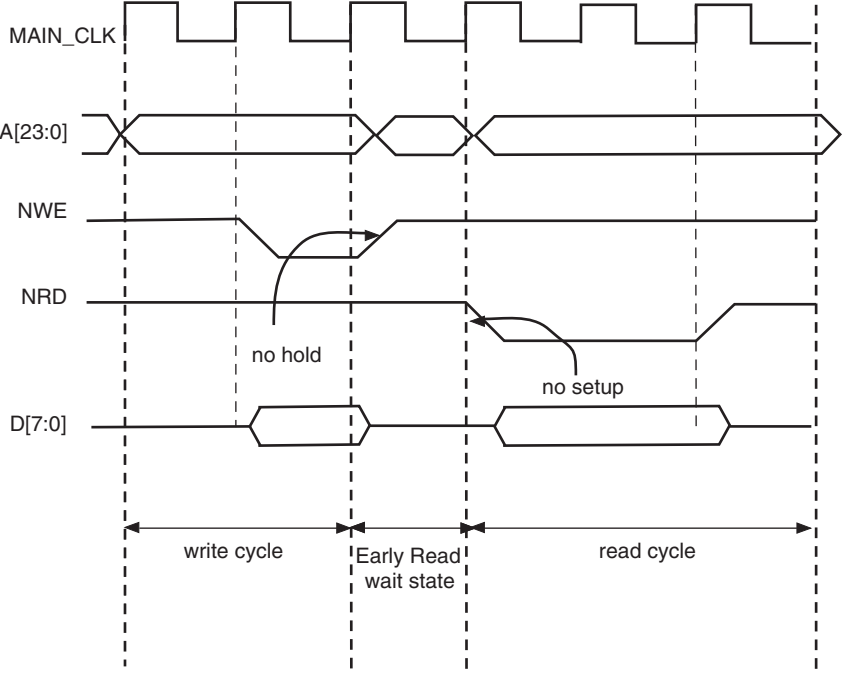 MAIN_CLK
A[23:0]
NWE
NRD
no hold
no setup
D[7:0]
write cycle
Early Read
wait state
read cycle